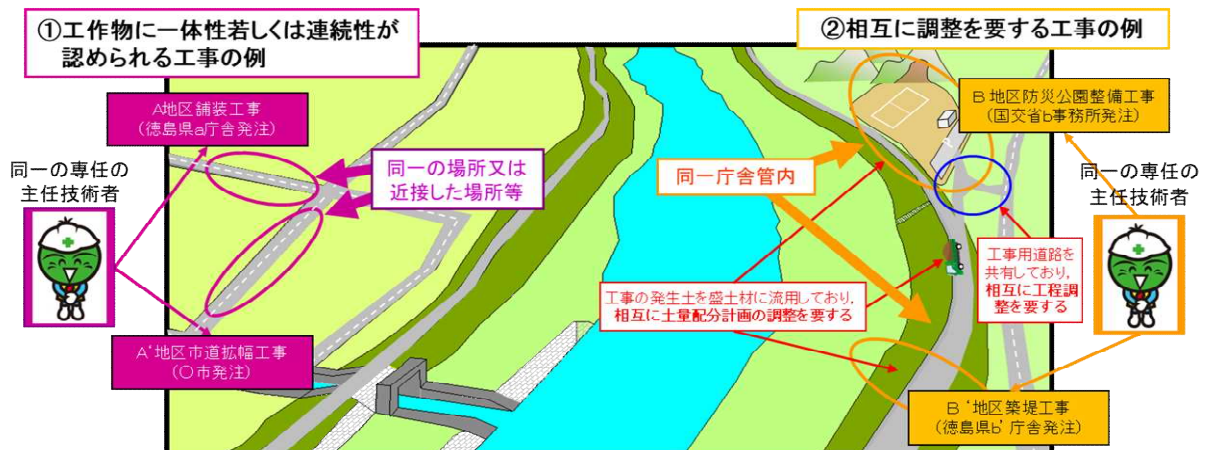 ①工作物に一体性若しくは連続性が
認められる工事の例
②相互に調整を要する工事の例
A地区舗装工事
(徳島県a庁舎発注)
同一の専任の
主任技術者
A'地区市道拡幅工事
(○市発注)
同一の場所又は
近接した場所等
同一庁舎管内
工事の発生土を盛土材に流用しており,
相互に土量配分計画の調整を要する
工事用道路を
共有しており,
相互に工程調
整を要する
B地区防災公園整備工事
(国交省b事務所発注)
同一の専任の
主任技術者
B'地区築堤工事
(徳島県b'庁舎発注)